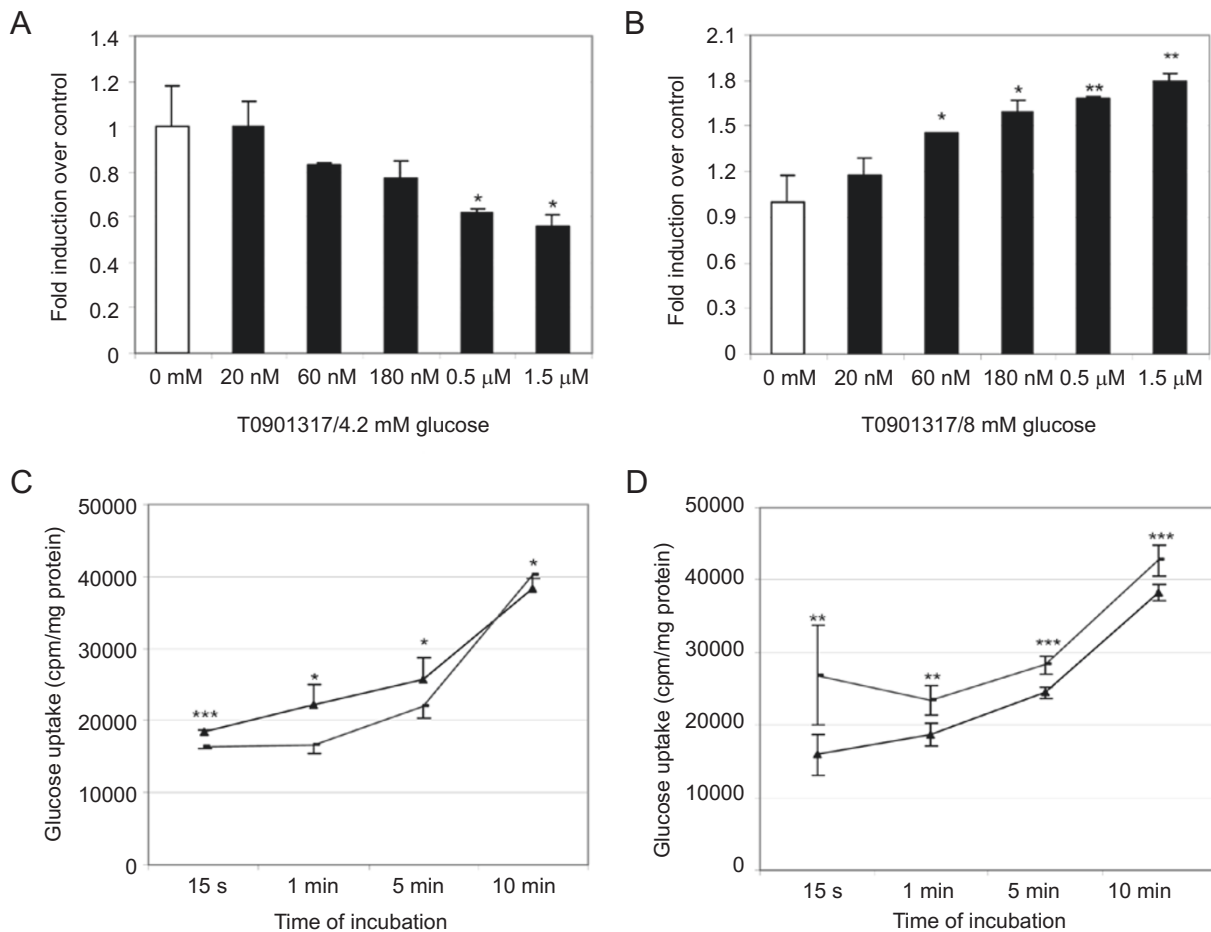 A
Fold induction over control
1.4
1.2
1
0.8
0.6
0.4
0.2
0
*
*
0 mM 20 nM 60 nM 180 nM 0.5 μM 1.5 μM
T0901317/4.2 mM glucose
B
Fold induction over control
2.1
1.8
1.5
1.2
0.9
0.6
0.3
0
*
*
**
**
0 mM 20 nM 60 nM 180 nM 0.5 μM 1.5 μM
T0901317/8 mM glucose
C
Glucose uptake (cpm/mg protein)
50000
40000
30000
20000
10000
0
***
*
*
*
15 s 1 min 5 min 10 min
Time of incubation
D
Glucose uptake (cpm/mg protein)
50000
40000
30000
20000
10000
0
**
**
***
***
15 s 1 min 5 min 10 min
Time of incubation